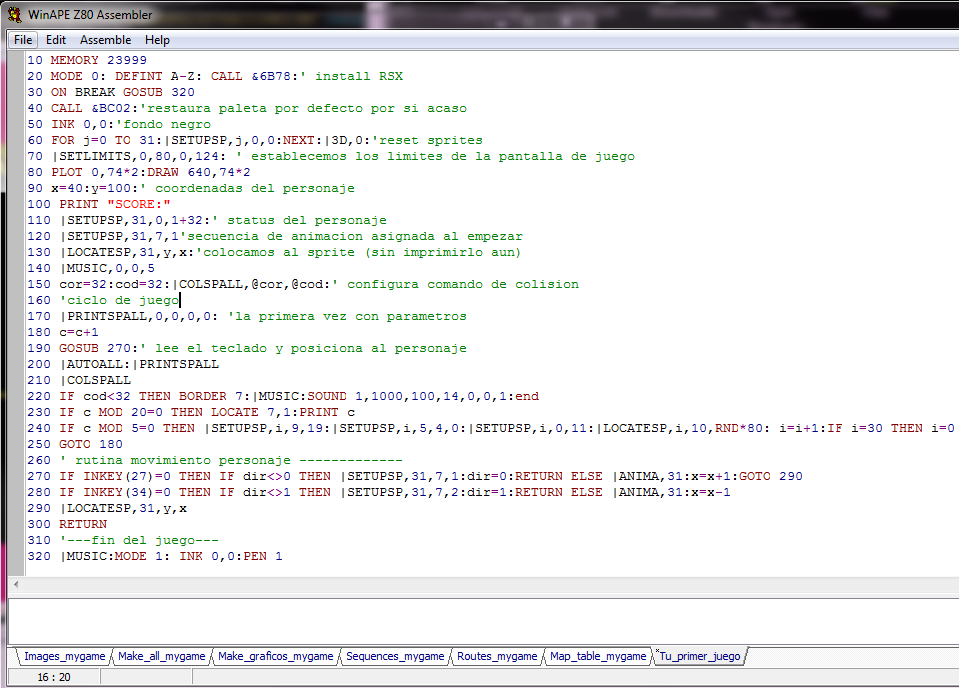 WinAPE Z80 Assembler
File Edit Assemble Help
10 MEMORY 23999
20 MODE 0: DEFINT A-Z: CALL &6B78:' install RSX
30 ON BREAK GOSUB 320
40 CALL &BC02:'restaura paleta por defecto por si acaso
50 INK 0,0:'fondo negro
60 FOR j=0 TO 31:|SETUPSP,j,0,0:NEXT:|3D,0:'reset sprites
70 |SETLIMITS,0,80,0,124: ' establecemos los limites de la pantalla de juego
80 PLOT 0,74*2:DRAW 640,74*2
90 x=40:y=100:' coordenadas del personaje
100 PRINT "SCORE:"
110 |SETUPSP,31,0,1+32:' status del personaje
120 |SETUPSP,31,7,1'secuencia de animacion asignada al empezar
130 |LOCATESP,31,y,x:'colocamos al sprite (sin imprimirlo aun)
140 |MUSIC,0,0,5
150 cor=32:cod=32:|COLSPALL,@cor,@cod:' configura comando de colision
160 'ciclo de juego
170 |PRINTSPALL,0,0,0,0: 'la primera vez con parametros
180 c=c+1
190 GOSUB 270:' lee el teclado y posiciona al personaje
200 |AUTOALL:|PRINTSPALL
210 |COLSPALL
220 IF cod<32 THEN BORDER 7:|MUSIC:SOUND 1,1000,100,14,0,0,1:end
230 IF c MOD 20=0 THEN LOCATE 7,1:PRINT c
240 IF c MOD 5=0 THEN |SETUPSP,i,9,19:|SETUPSP,i,5,4,0:|SETUPSP,i,0,11:|LOCATESP,i,10,RND*80: i=i+1:IF i=30 THEN i=0
250 GOTO 180
260 ' rutina movimiento personaje -------------
270 IF INKEY(27)=0 THEN IF dir<>0 THEN |SETUPSP,31,7,1:dir=0:RETURN ELSE |ANIMA,31:x=x+1:GOTO 290
280 IF INKEY(34)=0 THEN IF dir<>1 THEN |SETUPSP,31,7,2:dir=1:RETURN ELSE |ANIMA,31:x=x-1
290 |LOCATESP,31,y,x
300 RETURN
310 '---fin del juego---
320 |MUSIC:MODE 1: INK 0,0:PEN 1
Images_mygame Make_all_mygame Make_graficos_mygame Sequences_mygame Routes_mygame Map_table_mygame *Tu_primer_juego
16 : 20